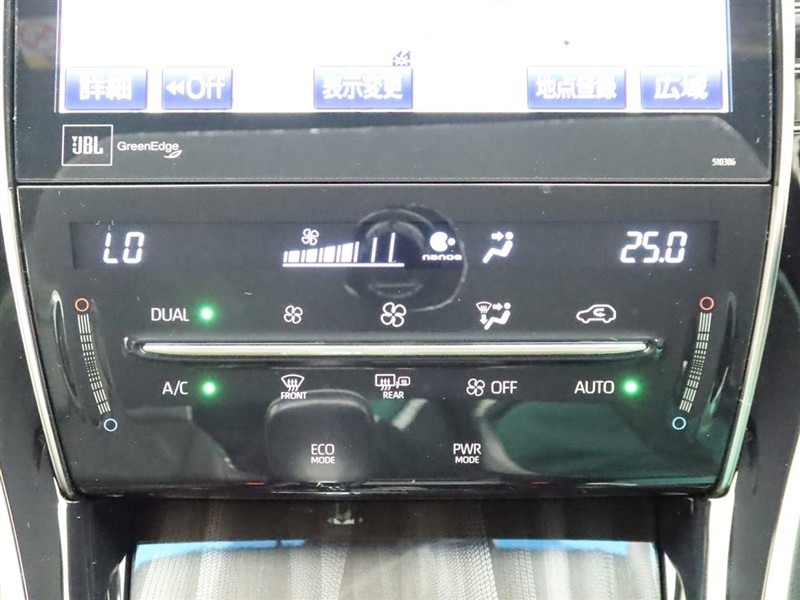 詳細 ◀◀Off 表示変更 地点登録 広域
JBL GreenEdge 510306
LO nanoe 25.0
DUAL
A/C FRONT REAR OFF AUTO
ECO MODE PWR MODE